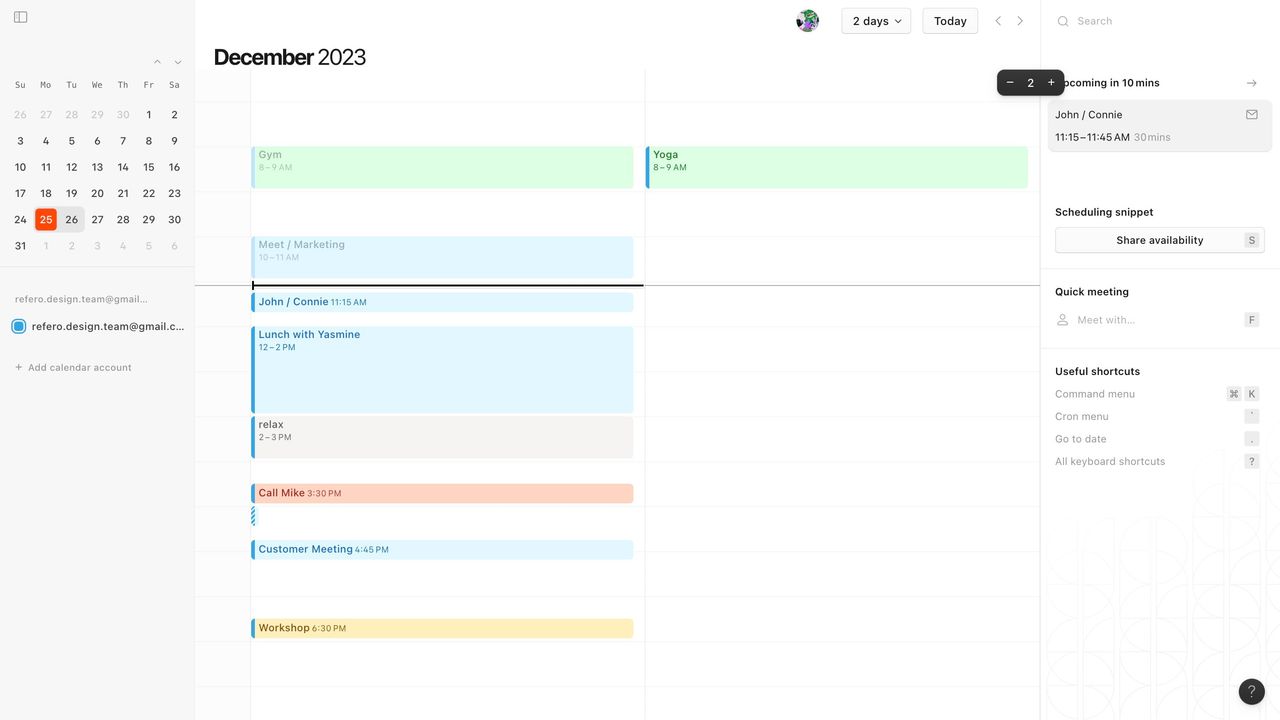 2 days
Today
Search
December 2023
− 2 +
pcoming in 10 mins
John / Connie
11:15–11:45 AM 30 mins
Su Mo Tu We Th Fr Sa
26 27 28 29 30 1 2
3 4 5 6 7 8 9
10 11 12 13 14 15 16
17 18 19 20 21 22 23
24 25 26 27 28 29 30
31 1 2 3 4 5 6
refero.design.team@gmail...
refero.design.team@gmail.c...
+ Add calendar account
Gym
8–9 AM
Meet / Marketing
10–11 AM
John / Connie 11:15 AM
Lunch with Yasmine
12–2 PM
relax
2–3 PM
Call Mike 3:30 PM
Customer Meeting 4:45 PM
Workshop 6:30 PM
Yoga
8–9 AM
Scheduling snippet
Share availability S
Quick meeting
Meet with... F
Useful shortcuts
Command menu ⌘ K
Cron menu '
Go to date .
All keyboard shortcuts ?
?